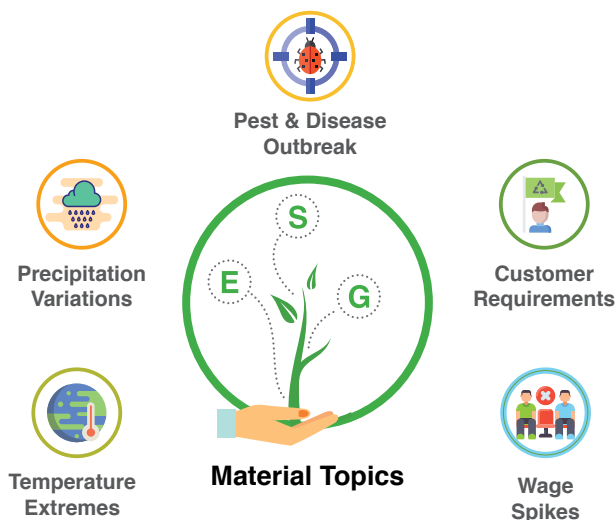 Pest & Disease
Outbreak
Precipitation
Variations
S
E
G
Customer
Requirements
Temperature
Extremes
Material Topics
Wage
Spikes